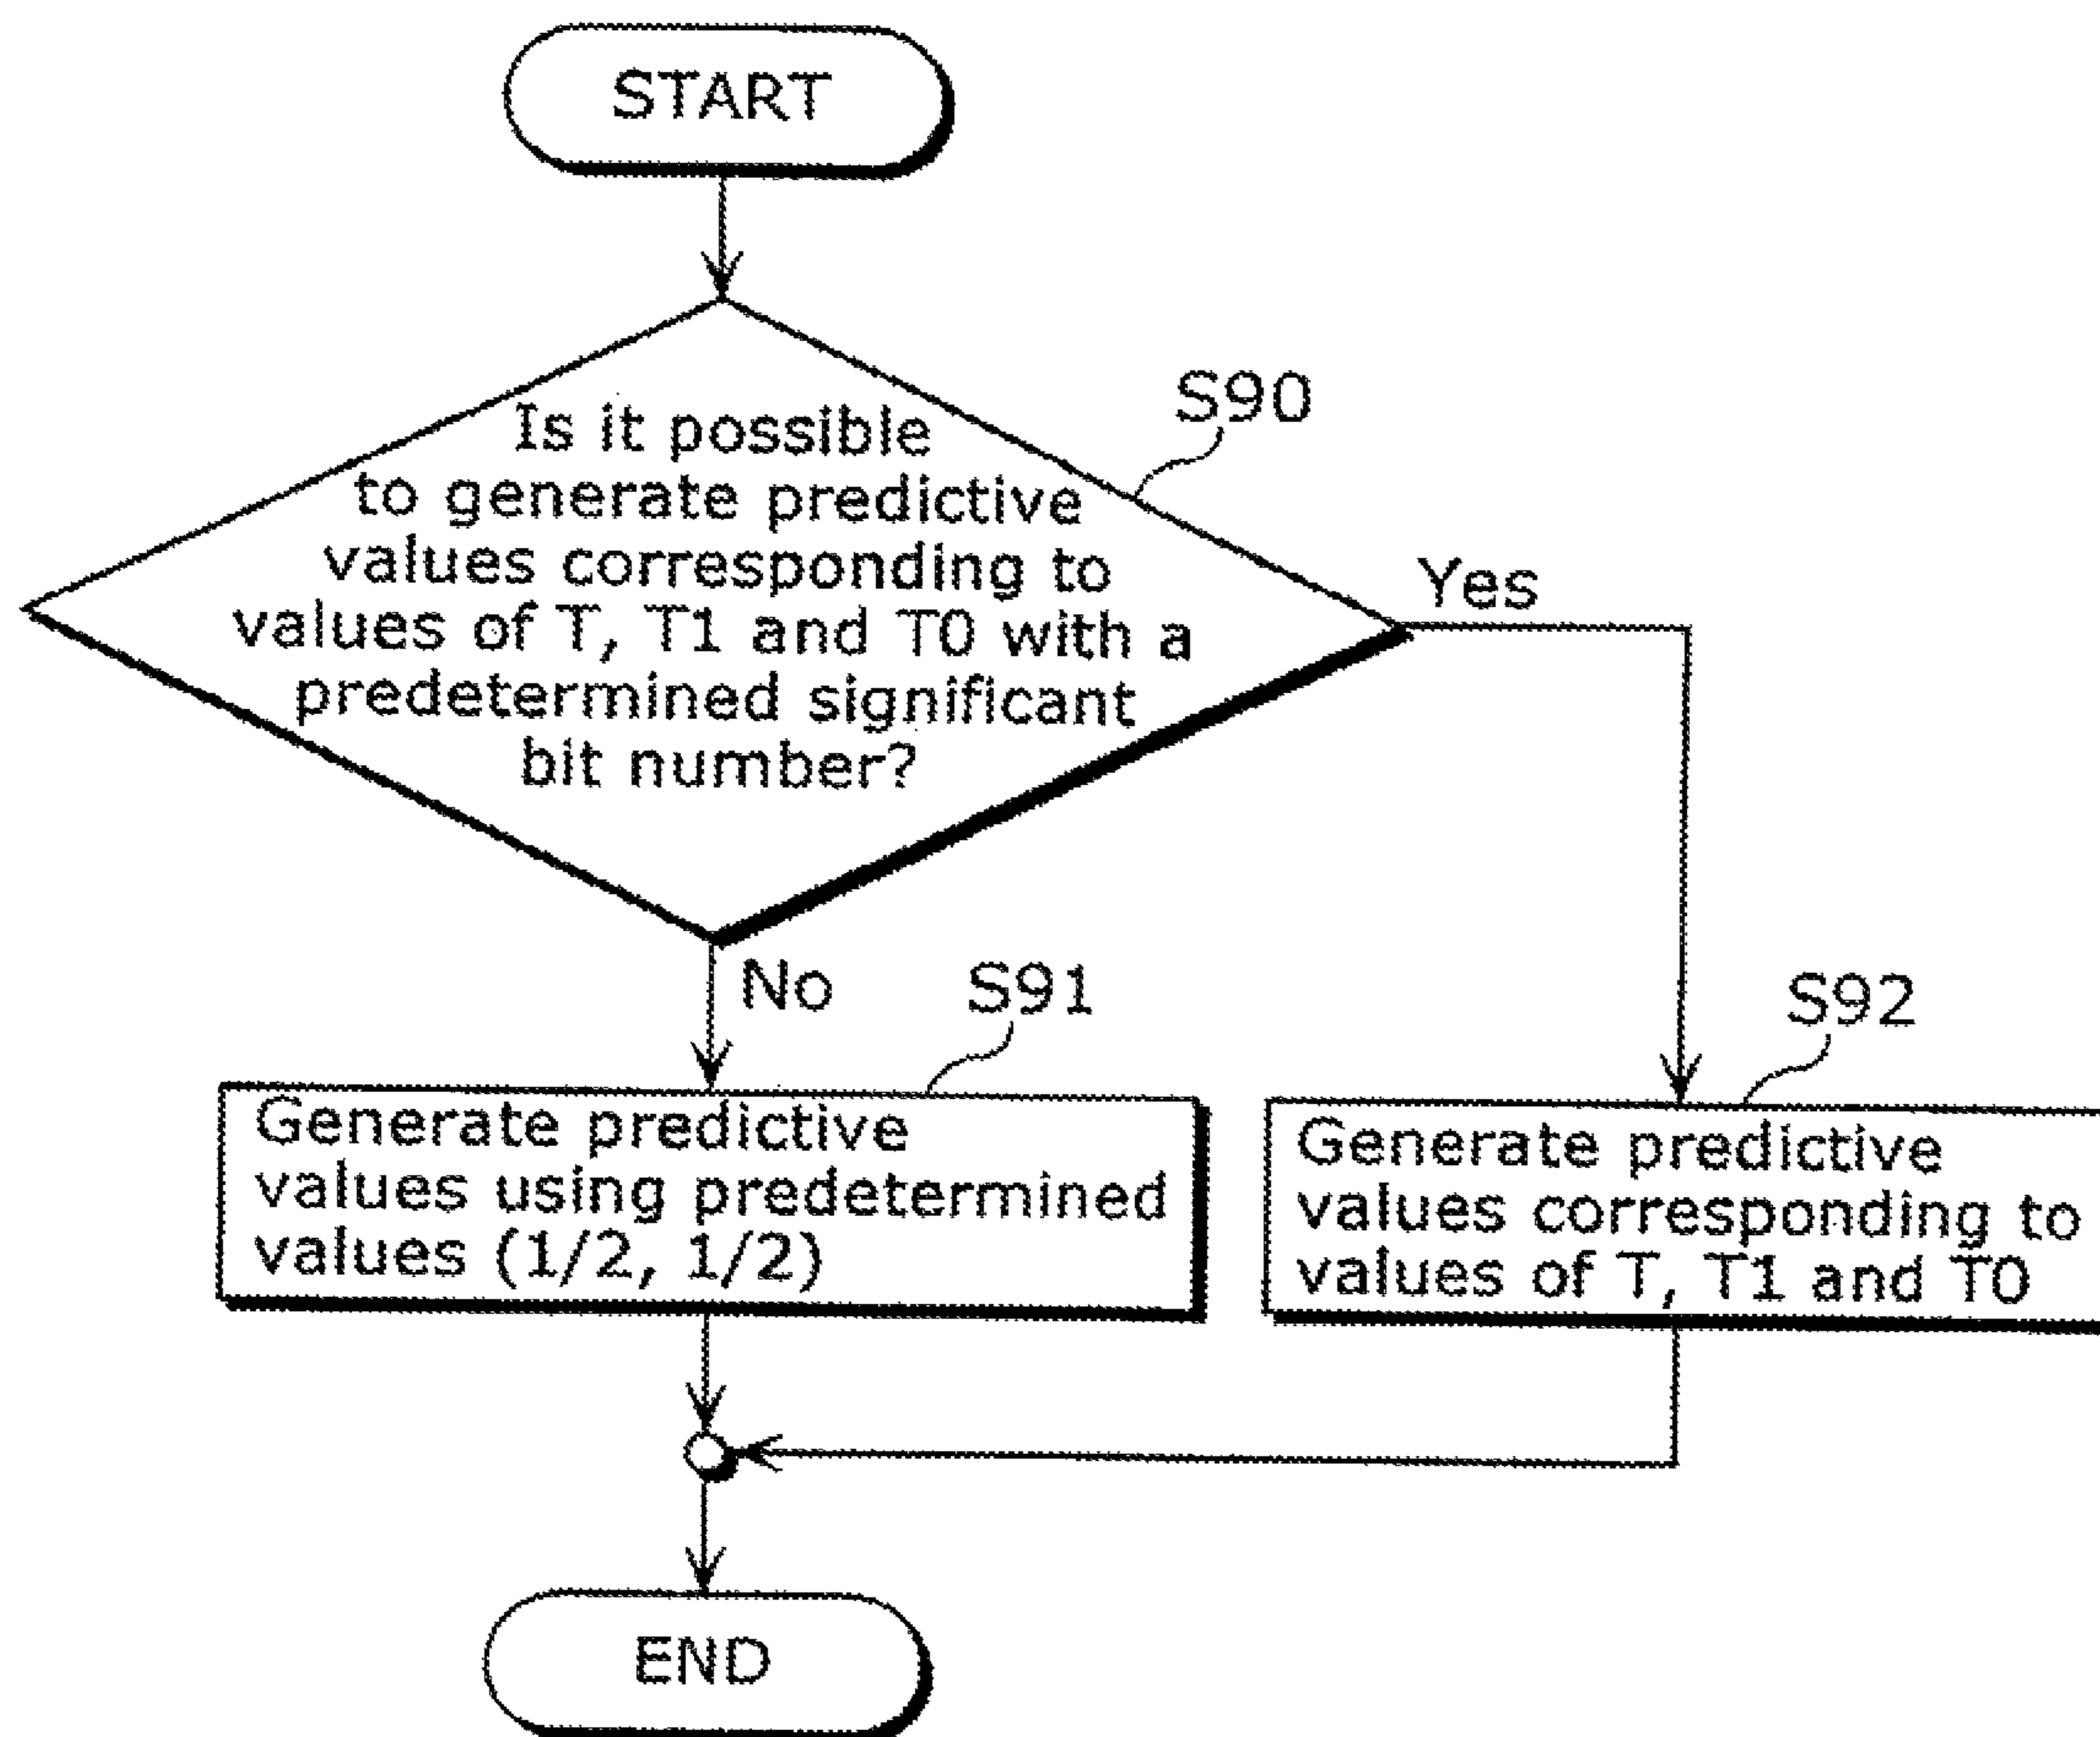 START
S90
Is it possible
to generate predictive
values corresponding to
values of T, T1 and T0 with a
predetermined significant
bit number?
Yes
No
S91
S92
Generate predictive
values using predetermined
values (1/2, 1/2)
Generate predictive
values corresponding to
values of T, T1 and T0
END